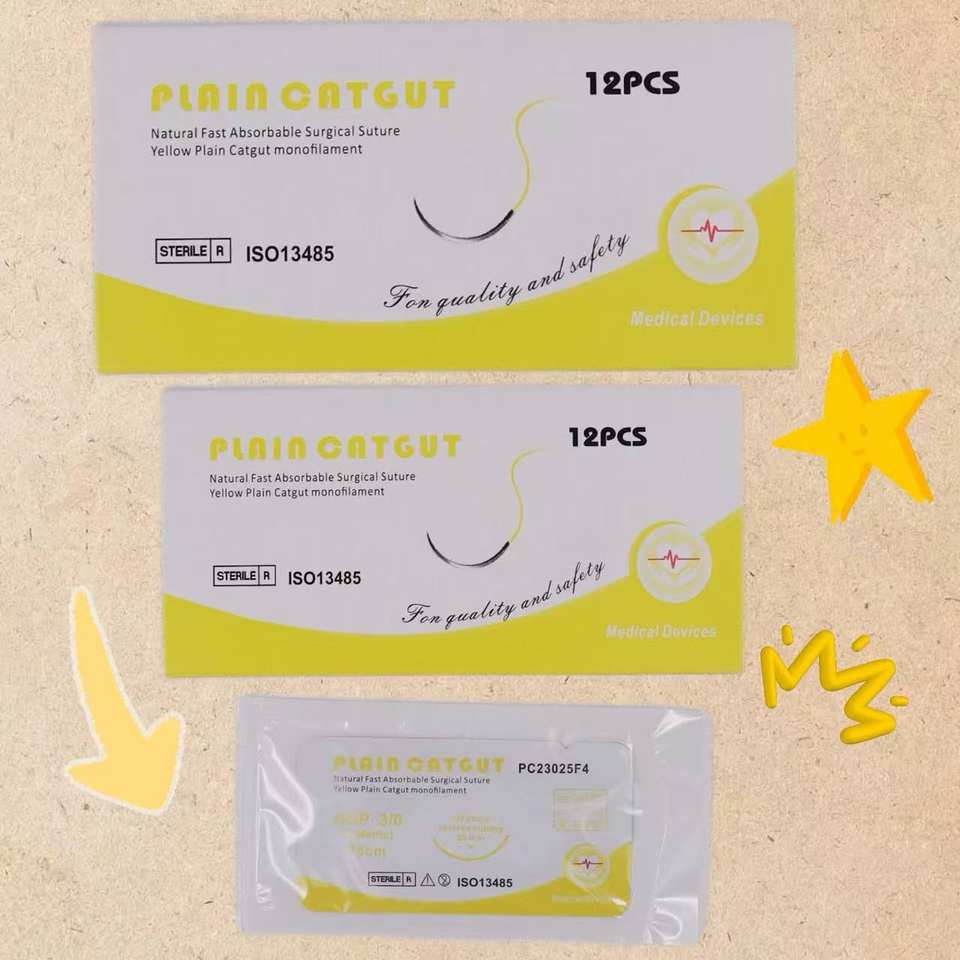 PLAIN CATGUT
12PCS
Natural Fast Absorbable Surgical Suture
Yellow Plain Catgut monofilament
STERILE R ISO13485
For quality and safety
Medical Devices
PLAIN CATGUT
12PCS
Natural Fast Absorbable Surgical Suture
Yellow Plain Catgut monofilament
STERILE R ISO13485
For quality and safety
Medical Devices
PLAIN CATGUT PC23025F4
Natural Fast Absorbable Surgical Suture
Yellow Plain Catgut monofilament
3/0
STERILE R ISO13485
Medical Devices